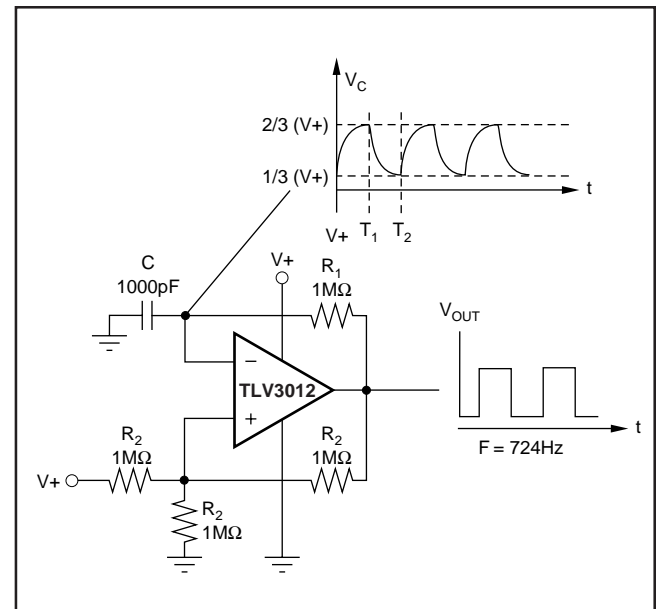 V_C
2/3 (V+)
1/3 (V+)
t
V+ T_1 T_2
C
1000pF
V+
R_1
1MΩ
V_OUT
−
TLV3012
+
t
F = 724Hz
R_2
1MΩ
R_2
1MΩ
V+
R_2
1MΩ